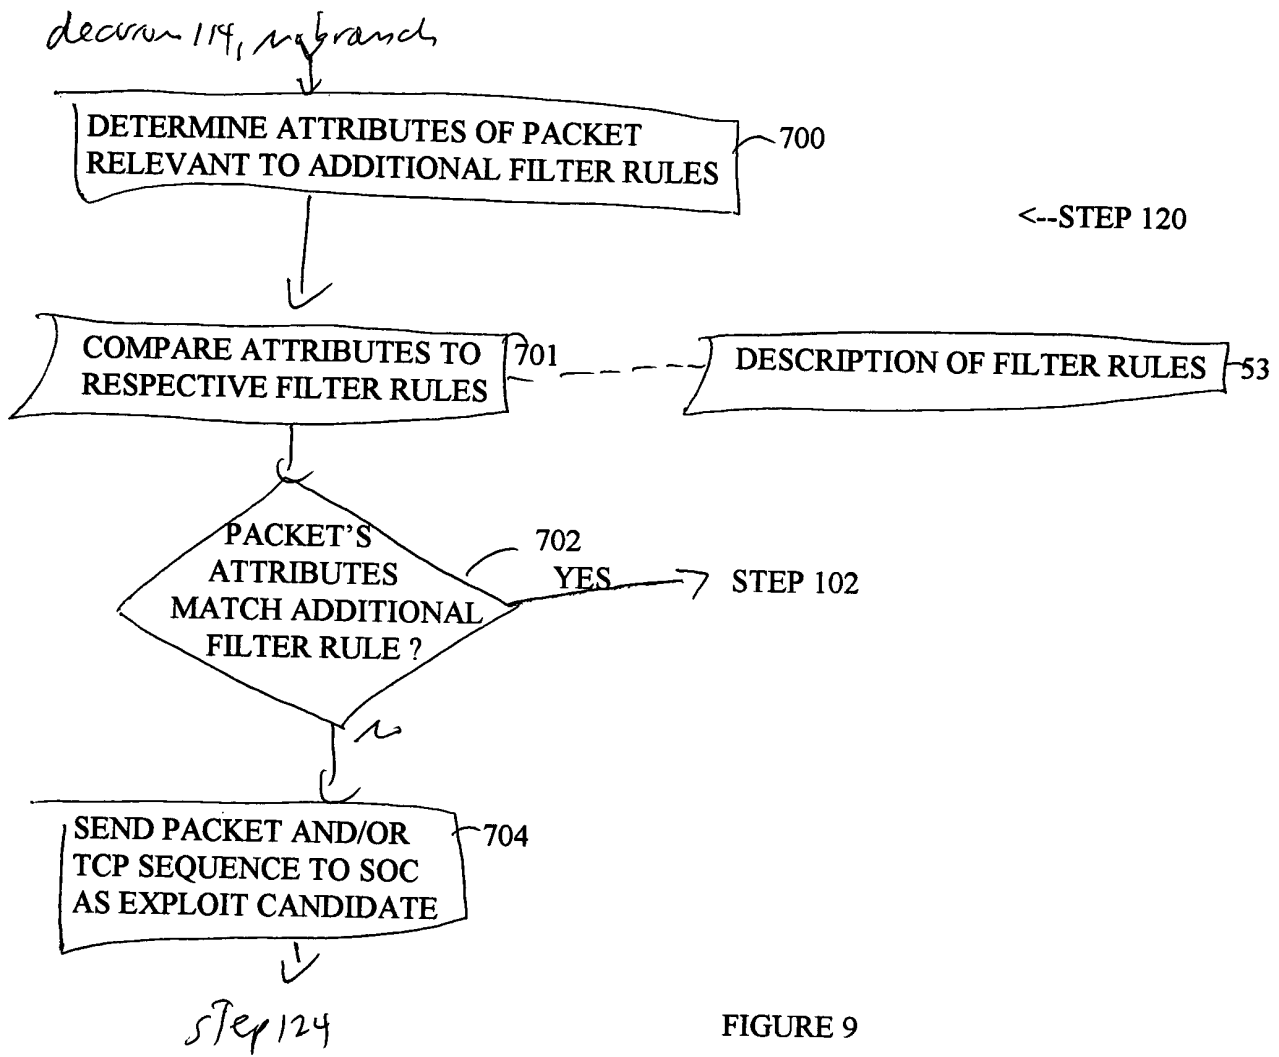 decision 114, no branch
DETERMINE ATTRIBUTES OF PACKET
RELEVANT TO ADDITIONAL FILTER RULES
700
<--STEP 120
COMPARE ATTRIBUTES TO
RESPECTIVE FILTER RULES
701
DESCRIPTION OF FILTER RULES
53
PACKET'S
ATTRIBUTES
MATCH ADDITIONAL
FILTER RULE ?
702
YES
STEP 102
SEND PACKET AND/OR
TCP SEQUENCE TO SOC
AS EXPLOIT CANDIDATE
704
step 124
FIGURE 9